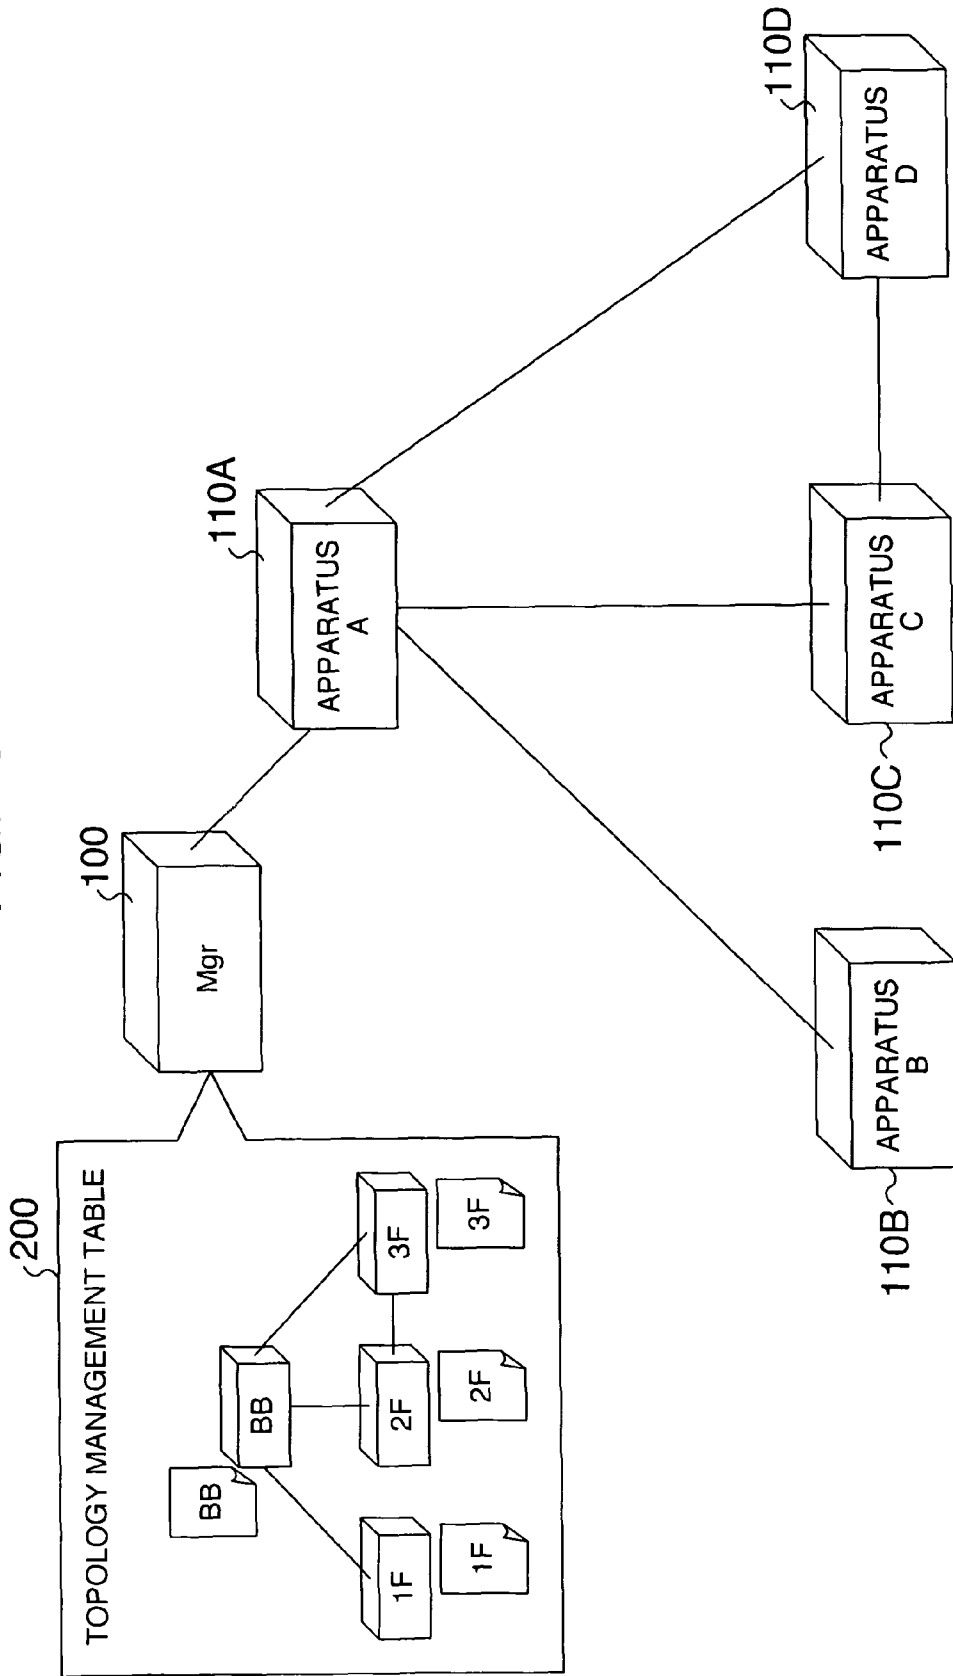 200
TOPOLOGY MANAGEMENT TABLE
BB
BB
1F
2F
3F
1F
2F
3F
100
Mgr
110A
APPARATUS
A
110B
APPARATUS
B
110C
APPARATUS
C
110D
APPARATUS
D